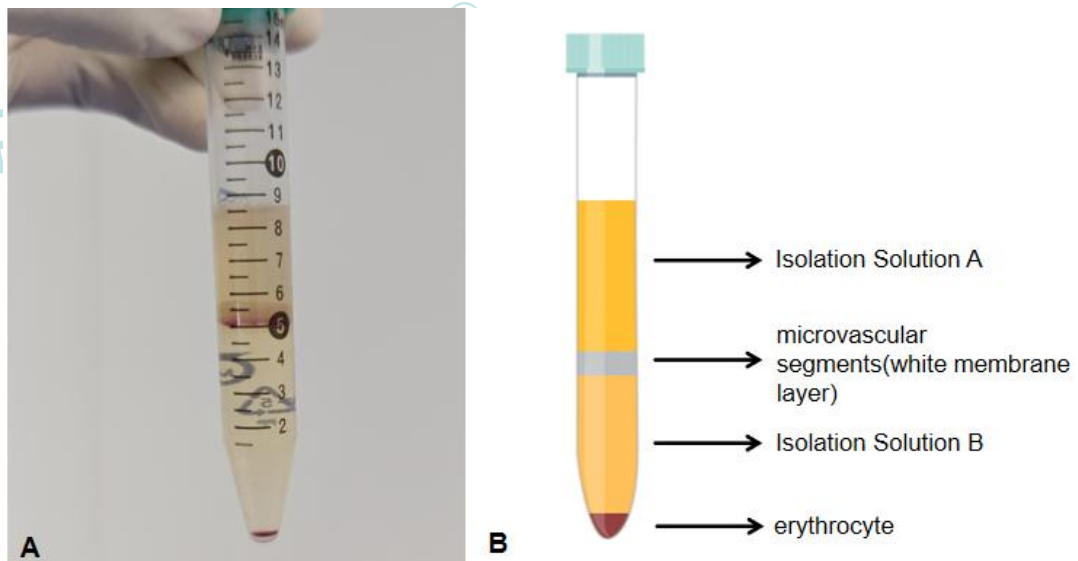 14
13
12
11
10
9
8
7
6
5
4
3
2
A
B
Isolation Solution A
microvascular
segments(white membrane
layer)
Isolation Solution B
erythrocyte